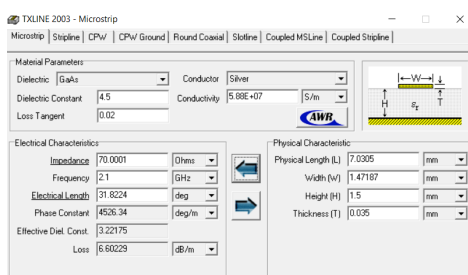 TXLINE 2003 - Microstrip
Microstrip Stripline CPW CPW Ground Round Coaxial Slotline Coupled MSLine Coupled Stripline
Material Parameters
Dielectric GaAs Conductor Silver
Dielectric Constant 4.5 Conductivity 5.88E+07 S/m
Loss Tangent 0.02 AWR
W T H εr
Electrical Characteristics Physical Characteristic
Impedance 70.0001 Ohms Physical Length (L) 7.0305 mm
Frequency 2.1 GHz Width (W) 1.47187 mm
Electrical Length 31.8224 deg Height (H) 1.5 mm
Phase Constant 4526.34 deg/m Thickness (T) 0.035 mm
Effective Diel. Const. 3.22175
Loss 6.60229 dB/m